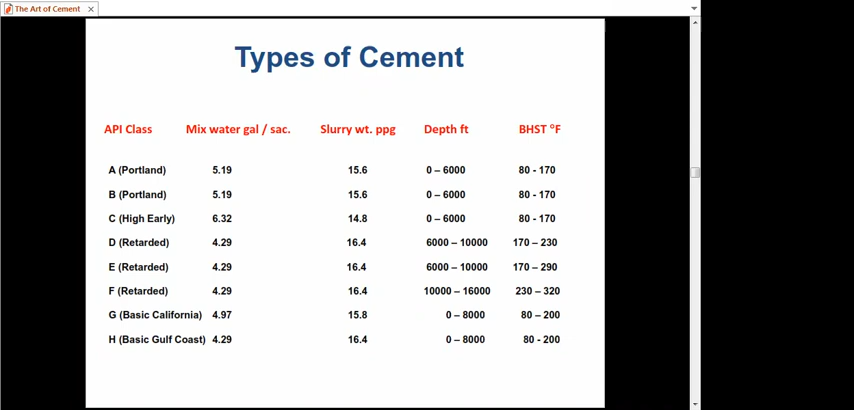 The Art of Cement
Types of Cement
API Class Mix water gal / sac. Slurry wt. ppg Depth ft BHST °F
A (Portland) 5.19 15.6 0 – 6000 80 - 170
B (Portland) 5.19 15.6 0 – 6000 80 - 170
C (High Early) 6.32 14.8 0 – 6000 80 - 170
D (Retarded) 4.29 16.4 6000 – 10000 170 – 230
E (Retarded) 4.29 16.4 6000 – 10000 170 – 290
F (Retarded) 4.29 16.4 10000 – 16000 230 – 320
G (Basic California) 4.97 15.8 0 – 8000 80 – 200
H (Basic Gulf Coast) 4.29 16.4 0 – 8000 80 - 200